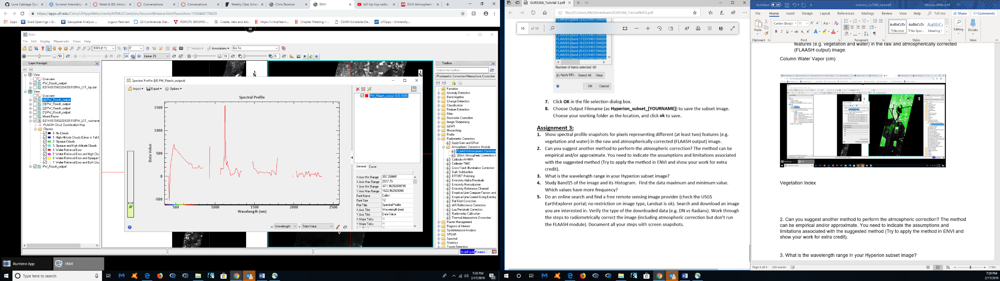 Lone Cabbage Oyst
Summer Internships
Week 6: IDL Introdu
Conversations
Conversations
Weekly Class Sched
Citrix Receiver
ENVI
lofi hip hop radio -
ENVI Atmospheric C
https://apps.ufl.edu/Citrix/UFAppsWeb/clients/HTML5Client/src/SessionWindow.html?launchid=1550446776829
Apps
Grad Openings » D...
Geospatial Analysis ...
Logout Redirect
23 Conferences Dat...
REMOTE SENSING ...
Create, view and ed...
https://virtuallearn...
Chapter Meeting -...
GSAW-Schedule-De...
UFApps - University...
ENVI
File Edit Display Placemarks Views Help
100% (1:1)
0°
Vectors
Annotations
Go To
50
20
Linear 2%
10
0
Layer Manager
View
Overview
PW_Flaash_output
EO1H0170402004301110PW_L1T_bip.dat
View
Overview
[4] PW_Flaash_output
[3] PW_Flaash_output
[2] PW_Flaash_output
[1] PW_Flaash_output
Mixed Raster
EO1H0170402004301110PW_L1T_rootname
FLAASH Cloud Classification Map
Classes
0: No Clouds
1: High Altitude Clouds (Cirrus or Tall C
2: Opaque Clouds
3: Opaque and High Altitude Clouds
4: Water Retrieval Error
5: Water Retrieval Error and High Clou
6: Water Retrieval Error and Opaque C
7: Water Retrieval Error and Both Clou
PW_Flaash_output
N
N
Spectral Profile ([4] PW_Flaash_output)
Import
Export
Options
Spectral Profile
1500
1000
500
0
-500
Data Value
500
1000
1500
2000
2500
Wavelength (nm)
0.19
X: Wavelength
Y: Data Value
PW_Flaash_output [535,1695]
General
Curve
X Axis Min Range 357.209991
X Axis Max Range 2577.75
Y Axis Min Range -611.96250309795
Y Axis Max Range 1622.962503098
Font Name Calibri
Font Size 12
Plot Title Spectral Profile
X Axis Title Wavelength (nm)
Y Axis Title Data Value
X Major Ticks -1
Y Major Ticks -1
Toolbox
Search the toolbox
/Radiometric Correction/Atmospheric Correction
Favorites
Anomaly Detection
Band Algebra
Change Detection
Classification
Feature Extraction
Filter
Geometric Correction
Image Sharpening
LiDAR
Mosaicking
Radar
Radiometric Correction
Apply Gain and Offset
Atmospheric Correction Module
FLAASH Atmospheric Correction
QUick Atmospheric Correction (
Calibrate AVHRR
Calibrate TIMS
Cross-Track Illumination Correction
Dark Subtraction
EFFORT Polishing
Emissivity Alpha Residuals
Emissivity Normalization
Emissivity Reference Channel
Empirical Line Compute Factors and
Empirical Line Correct Using Existing
Flat Field Correction
IAR Reflectance Correction
Log Residuals Correction
Radiometric Calibration
Thermal Atmospheric Correction
Raster Management
Regions of Interest
Spatiotemporal Analysis
SPEAR
Spectral
Statistics
Target Detection
BuildRasterPyramid
Runtime App
ENVI
Type here to search
7:28 PM
2/17/2019
22
SUR5386_Tutorial 3.pdf
file:///C:/Users/Mel/Downloads/SUR5386_Tutorial%203.pdf
10 of 10
FLAASH (Band 17:EO1H01704020
FLAASH (Band 18:EO1H01704020
FLAASH (Band 19:EO1H01704020
FLAASH (Band 20:EO1H01704020
FLAASH (Band 21:EO1H01704020
FLAASH (Band 22:EO1H01704020
Number of items selected: 80
Apply BBL
Select All
Clear
OK
Cancel
7. Click OK in the file selection dialog box.
8. Choose Output Filename (as Hyperion_subset_[YOURNAME]) to save the subset image.
Choose your working folder as the location, and click ok to save.
Assignment 3:
1. Show spectral profile snapshots for pixels representing different (at least two) features (e.g.
vegetation and water) in the raw and atmospherically corrected (FLAASH output) image.
2. Can you suggest another method to perform the atmospheric correction? The method can be
empirical and/or approximate. You need to indicate the assumptions and limitations associated
with the suggested method (Try to apply the method in ENVI and show your work for extra
credit).
3. What is the wavelength range in your Hyperion subset image?
4. Study Band15 of the image and its Histogram. Find the data maximum and minimum value.
Which values have more frequency?
5. Do an online search and find a free remote sensing image provider (check the USGS
EarthExplorer portal; no restriction on image type, Landsat is ok). Search and download an image
you are interested in. Verify the type of the downloaded data (e.g. DN vs Radians). Work through
the steps to radiometrically correct the image (including atmospheric correction but don't run
the FLAASH module). Document all your steps with screen snapshots.
AutoSave Off
moreno_sur5386_tutorial3
Moreno,Melissa M
File Home Insert Design Layout References Mailings Review View Help Tell me
Share
Comments
Paste
Clipboard
Calibri (Body) 11
Font
Paragraph
AaBbCcDc
¶ Normal
AaBbCcDc
¶ No Spac...
AaBbCc
Heading 1
Styles
Editing
Dictate
Voice
features (e.g. vegetation and water) in the raw and atmospherically corrected
(FLAASH output) image.
Column Water Vapor (cm)
Vegetation Index
2. Can you suggest another method to perform the atmospheric correction? The method
can be empirical and/or approximate. You need to indicate the assumptions and
limitations associated with the suggested method (Try to apply the method in ENVI and
show your work for extra credit).
3. What is the wavelength range in your Hyperion subset image?
Page 6 of 8
269 words
115%
7:28 PM
2/17/2019